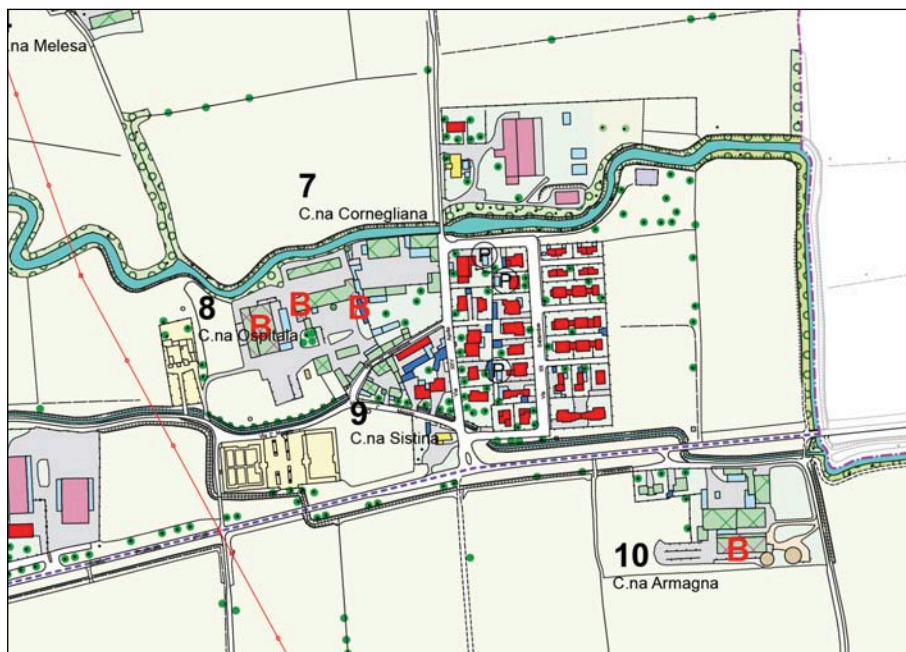 .na Melesa
7
C.na Cornegliana
P
P
8
B
B
B
C.na Ospitala
P
9
C.na Sistina
10
B
C.na Armagna